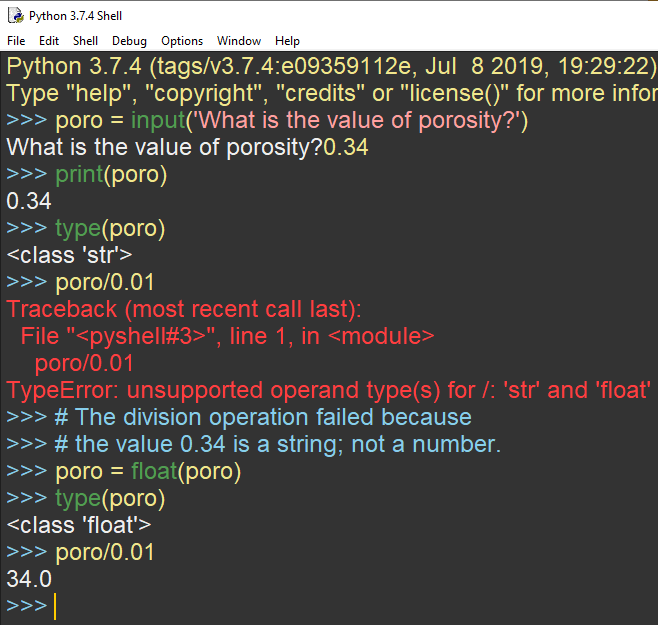 Python 3.7.4 Shell
File Edit Shell Debug Options Window Help
Python 3.7.4 (tags/v3.7.4:e09359112e, Jul  8 2019, 19:29:22)
Type "help", "copyright", "credits" or "license()" for more infor
>>> poro = input('What is the value of porosity?')
What is the value of porosity?0.34
>>> print(poro)
0.34
>>> type(poro)
<class 'str'>
>>> poro/0.01
Traceback (most recent call last):
  File "<pyshell#3>", line 1, in <module>
    poro/0.01
TypeError: unsupported operand type(s) for /: 'str' and 'float'
>>> # The division operation failed because
>>> # the value 0.34 is a string; not a number.
>>> poro = float(poro)
>>> type(poro)
<class 'float'>
>>> poro/0.01
34.0
>>>